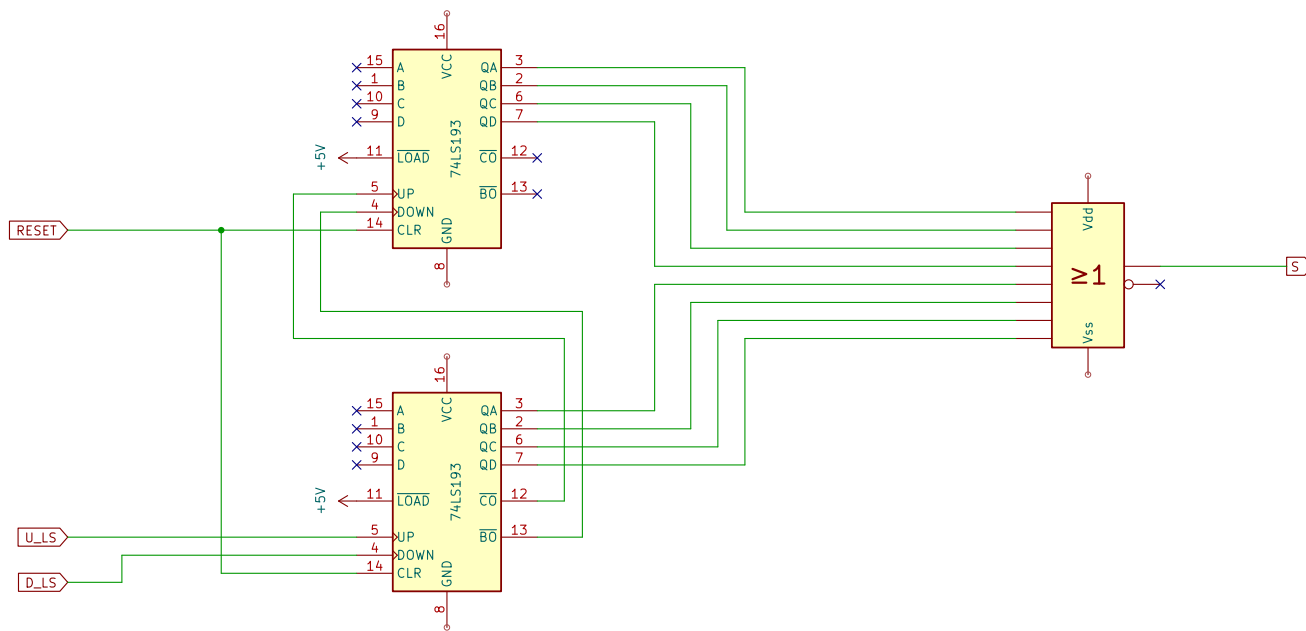 16
VCC
15 A QA 3
1 B QB 2
10 C QC 6
9 D QD 7
74LS193
+5V 11 LOAD CO 12
5 UP BO 13
4 DOWN
RESET 14 CLR
GND
8
Vdd
≥1
S
Vss
16
VCC
15 A QA 3
1 B QB 2
10 C QC 6
9 D QD 7
74LS193
+5V 11 LOAD CO 12
U_LS 5 UP BO 13
4 DOWN
D_LS 14 CLR
GND
8